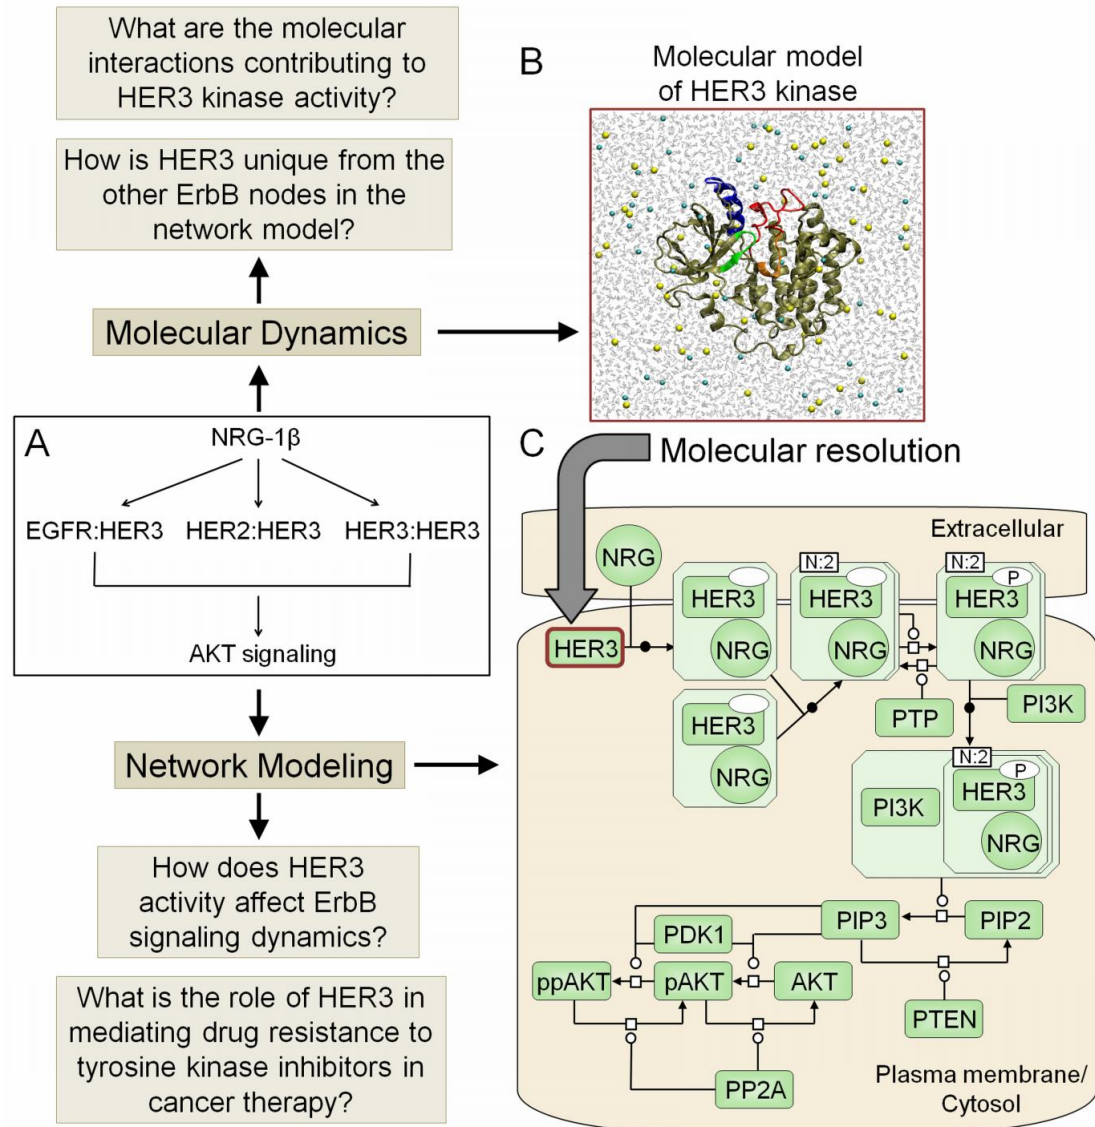 What are the molecular
interactions contributing to
HER3 kinase activity?
How is HER3 unique from the
other ErbB nodes in the
network model?
Molecular Dynamics
B
Molecular model
of HER3 kinase
A
NRG-1β
EGFR:HER3
HER2:HER3
HER3:HER3
AKT signaling
Network Modeling
How does HER3
activity affect ErbB
signaling dynamics?
What is the role of HER3 in
mediating drug resistance to
tyrosine kinase inhibitors in
cancer therapy?
C
Molecular resolution
Extracellular
NRG
HER3
HER3
NRG
HER3
NRG
N:2
HER3
NRG
N:2
P
HER3
NRG
PTP
PI3K
N:2
P
HER3
NRG
PI3K
PIP3
PIP2
PDK1
ppAKT
pAKT
AKT
PTEN
PP2A
Plasma membrane/
Cytosol